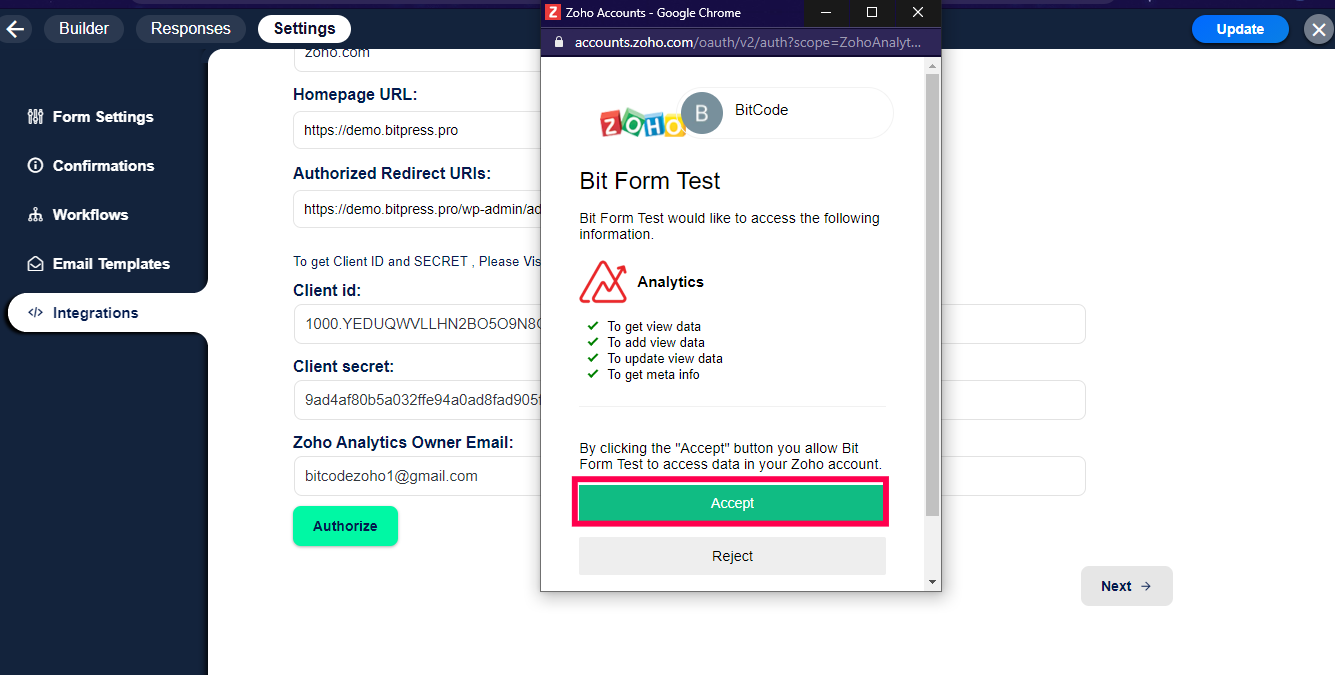 Zoho Accounts - Google Chrome
Builder
Responses
Settings
Update
accounts.zoho.com/oauth/v2/auth?scope=ZohoAnalyt...
zoho.com
Homepage URL:
https://demo.bitpress.pro
Authorized Redirect URIs:
https://demo.bitpress.pro/wp-admin/ad
To get Client ID and SECRET , Please Vis
Client id:
1000.YEDUQWVLLHN2BO5O9N8
Client secret:
9ad4af80b5a032ffe94a0ad8fad905f
Zoho Analytics Owner Email:
bitcodezoho1@gmail.com
Authorize
Form Settings
Confirmations
Workflows
Email Templates
</> Integrations
ZOHO
B
BitCode
Bit Form Test
Bit Form Test would like to access the following
information.
Analytics
To get view data
To add view data
To update view data
To get meta info
By clicking the "Accept" button you allow Bit
Form Test to access data in your Zoho account.
Accept
Reject
Next →